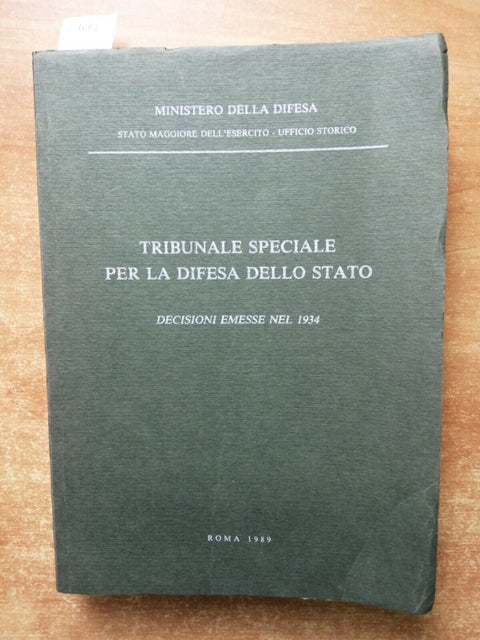 MINISTERO DELLA DIFESA
STATO MAGGIORE DELL'ESERCITO - UFFICIO STORICO
TRIBUNALE SPECIALE
PER LA DIFESA DELLO STATO
DECISIONI EMESSE NEL 1934
ROMA 1989